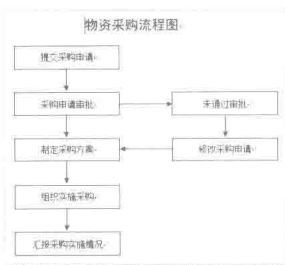 物资采购流程图
提交采购申请
采购申请审批
未通过审批
制定采购方案
修改采购申请
组织实施采购
汇报采购实施情况